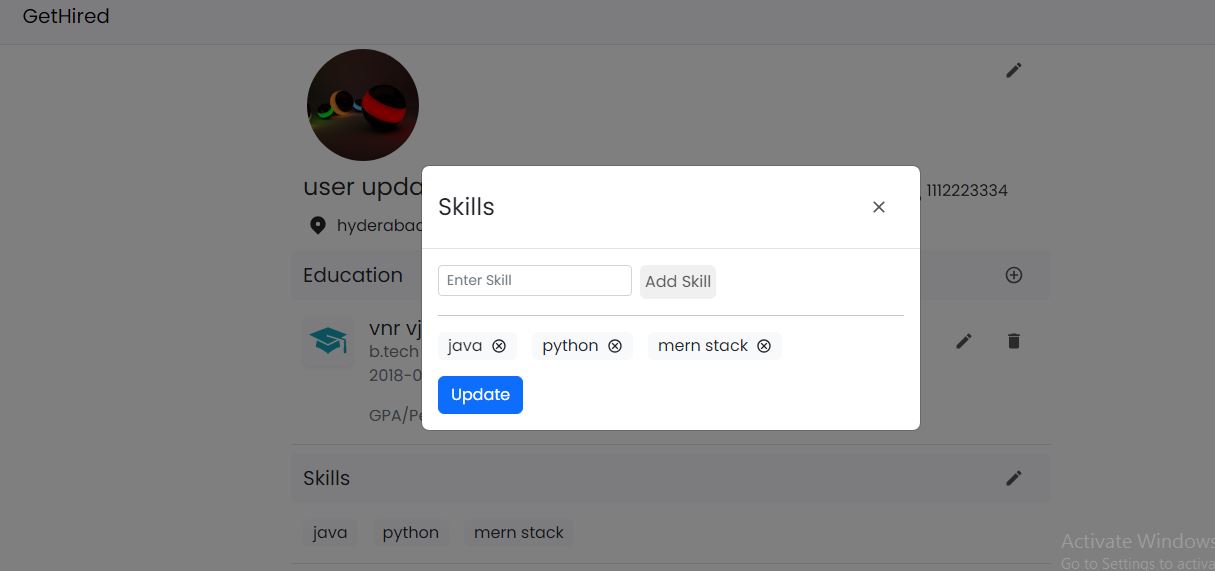 GetHired
user upda
1112223334
hyderabad
Skills
Education
Enter Skill
Add Skill
vnr vj
b.tech
2018-0
java
python
mern stack
Update
GPA/Pe
Skills
java
python
mern stack
Activate Windows
Go to Settings to activa